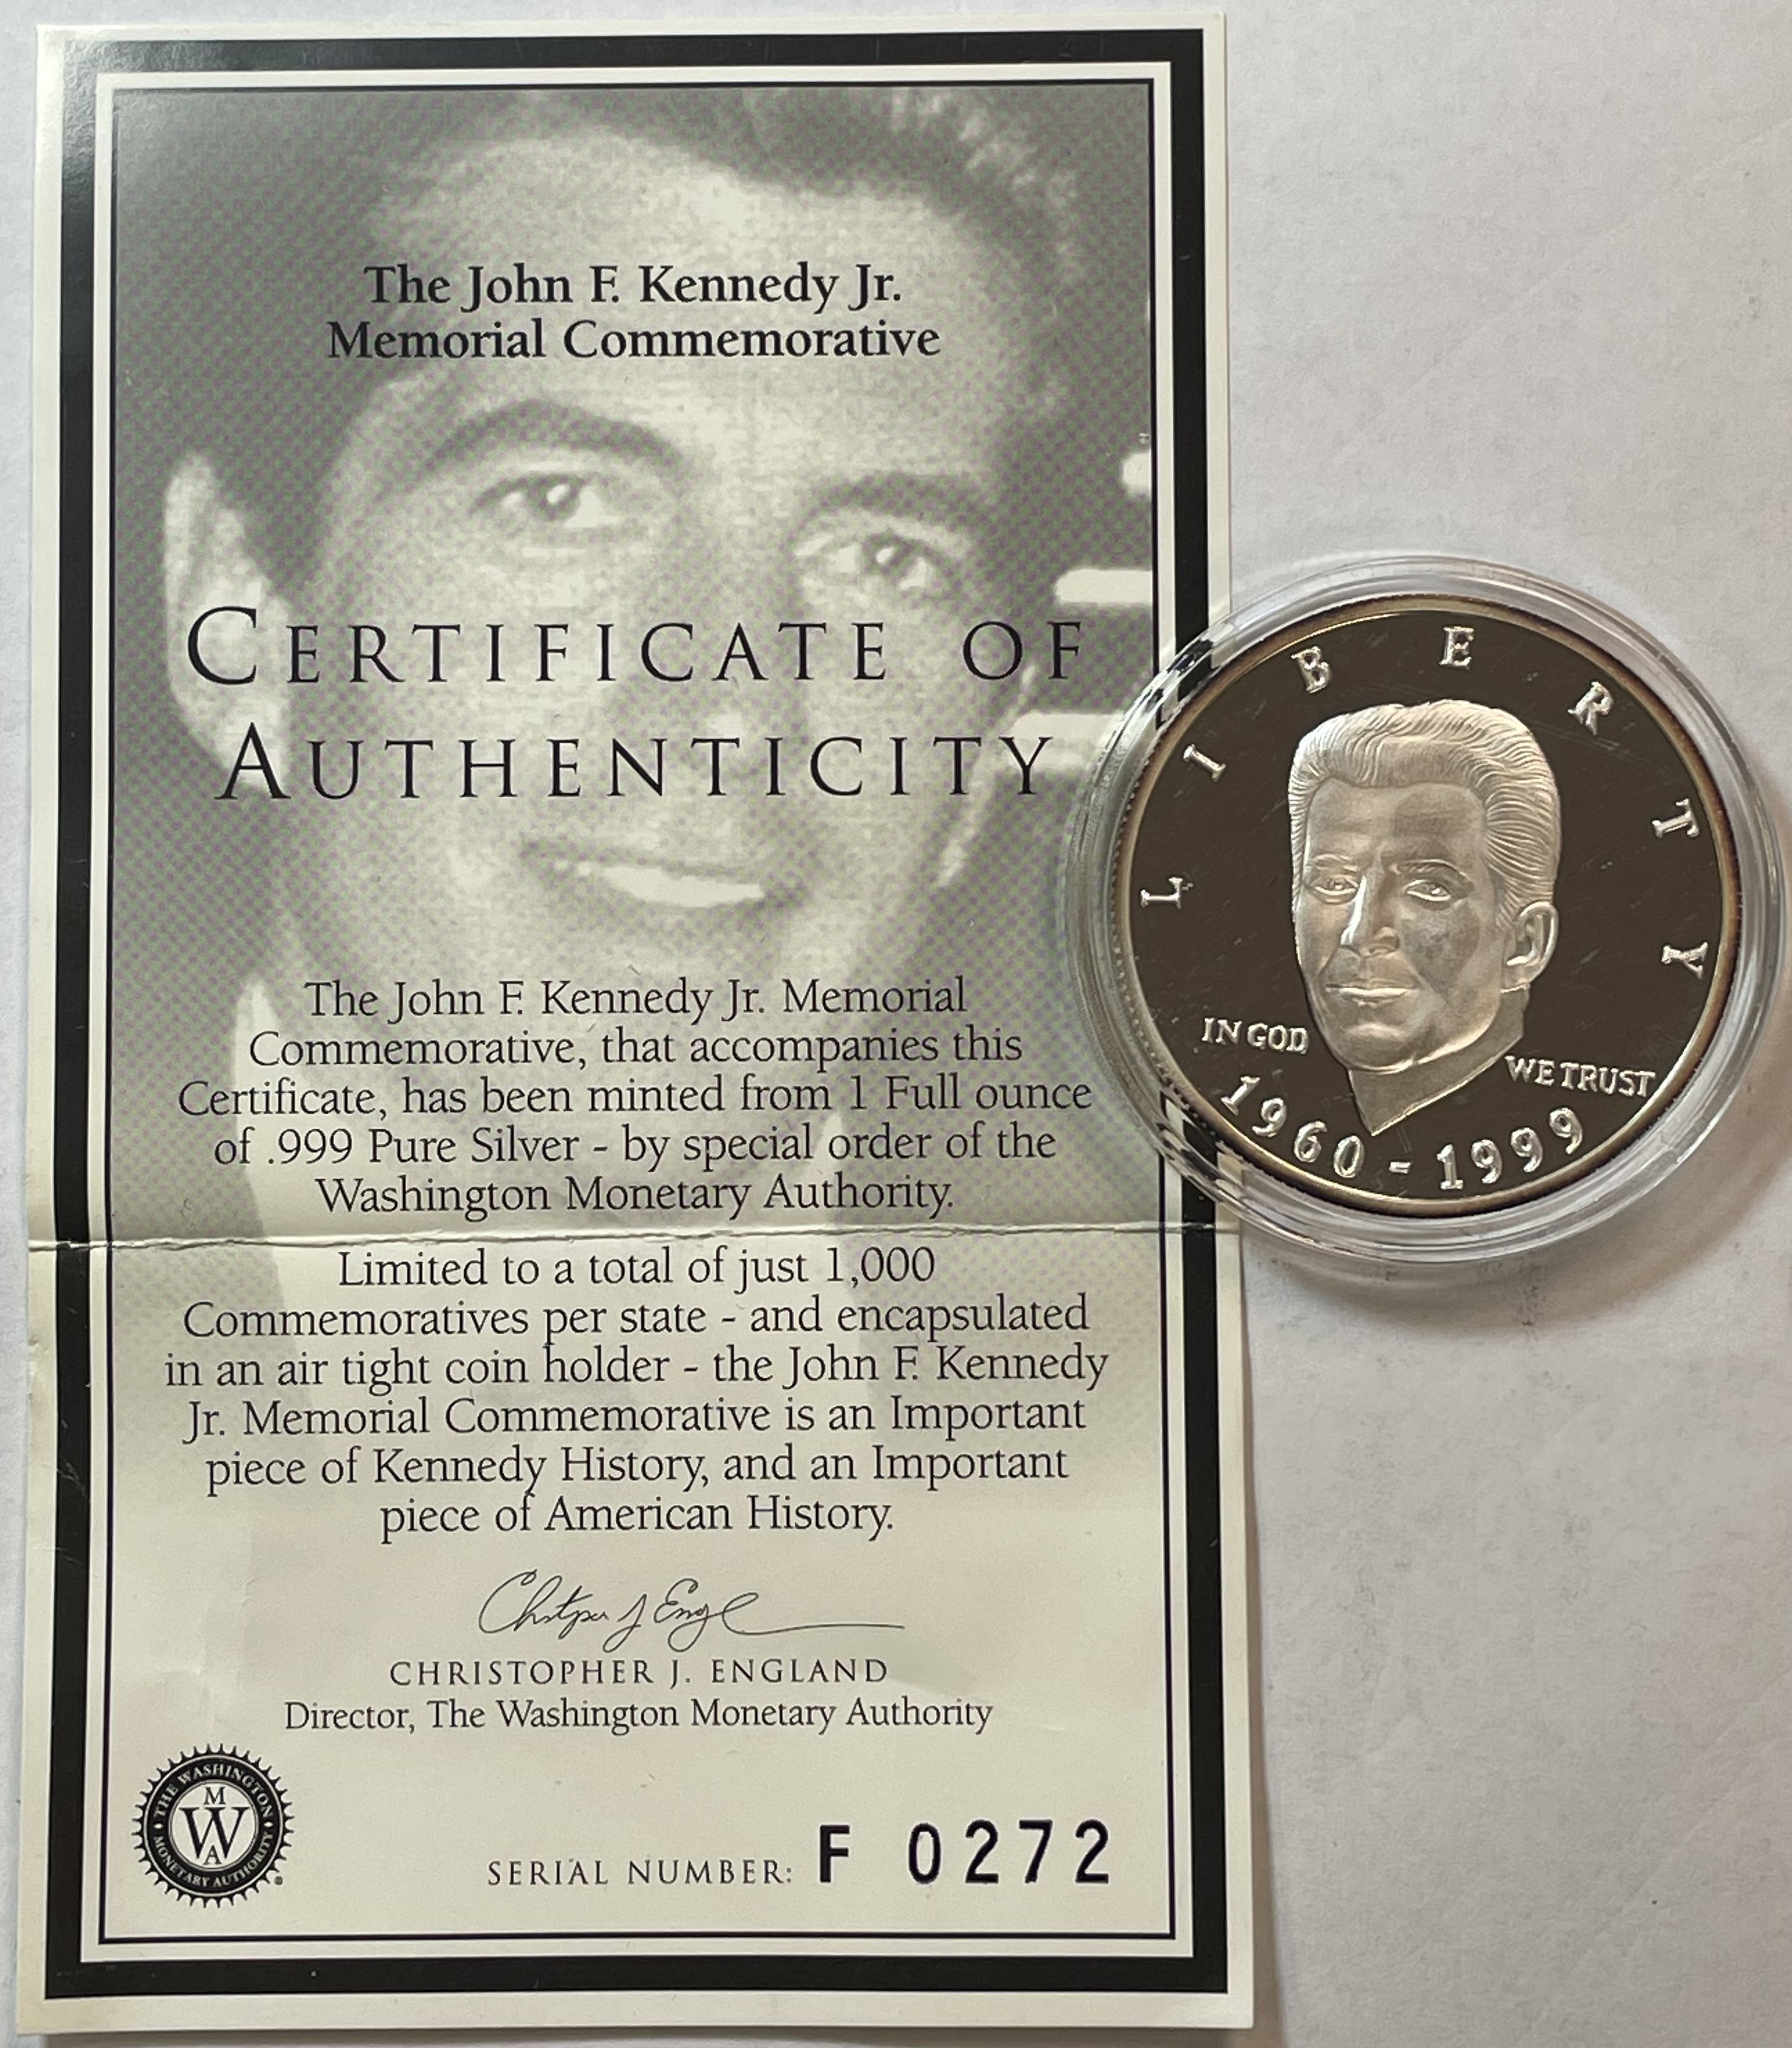 The John F. Kennedy Jr.
Memorial Commemorative
CERTIFICATE OF
AUTHENTICITY
The John F. Kennedy Jr. Memorial
Commemorative, that accompanies this
Certificate, has been minted from 1 Full ounce
of .999 Pure Silver - by special order of the
Washington Monetary Authority.
Limited to a total of just 1,000
Commemoratives per state - and encapsulated
in an air tight coin holder - the John F. Kennedy
Jr. Memorial Commemorative is an Important
piece of Kennedy History, and an Important
piece of American History.
Christopher J Engl
CHRISTOPHER J. ENGLAND
Director, The Washington Monetary Authority
THE WASHINGTON
MONETARY AUTHORITY
M
W
A
®
SERIAL NUMBER: F 0272
LIBERTY
IN GOD
WE TRUST
1960-1999